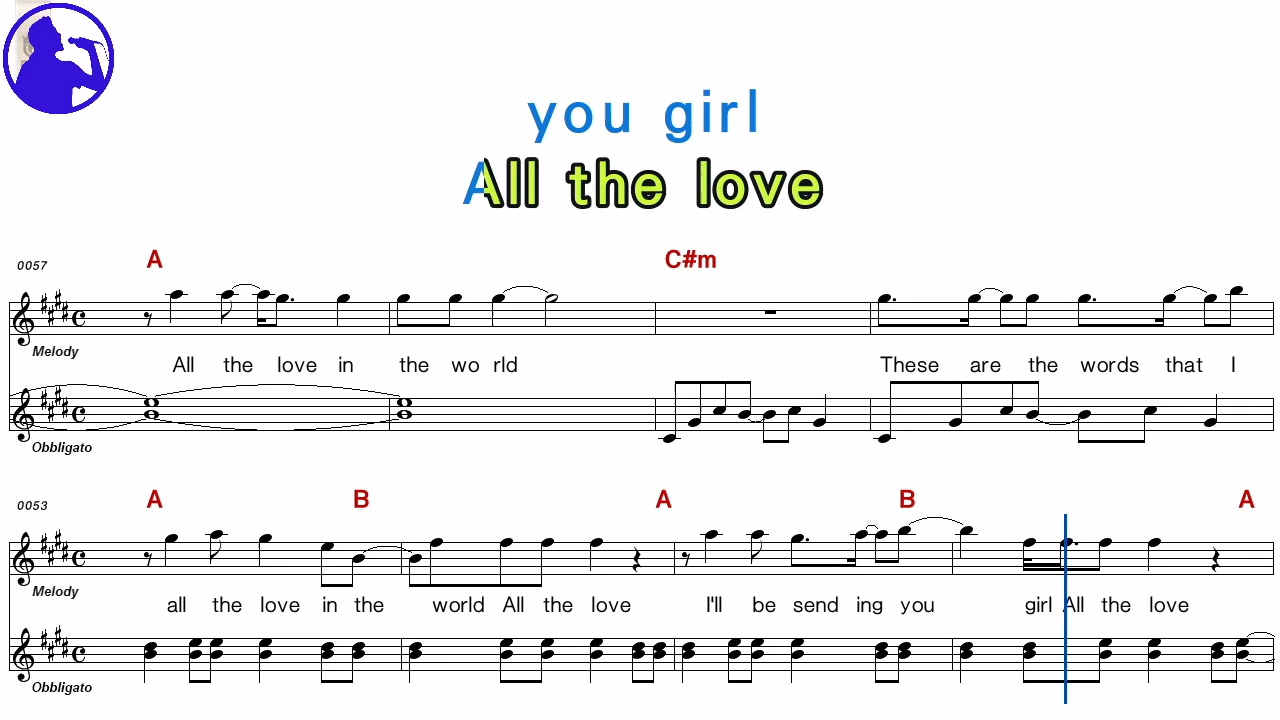 you girl
All the love
0057 A C#m
Melody
All the love in the wo rld These are the words that I
Obbligato
0053 A B A B A
Melody
all the love in the world All the love I'll be send ing you girl All the love
Obbligato